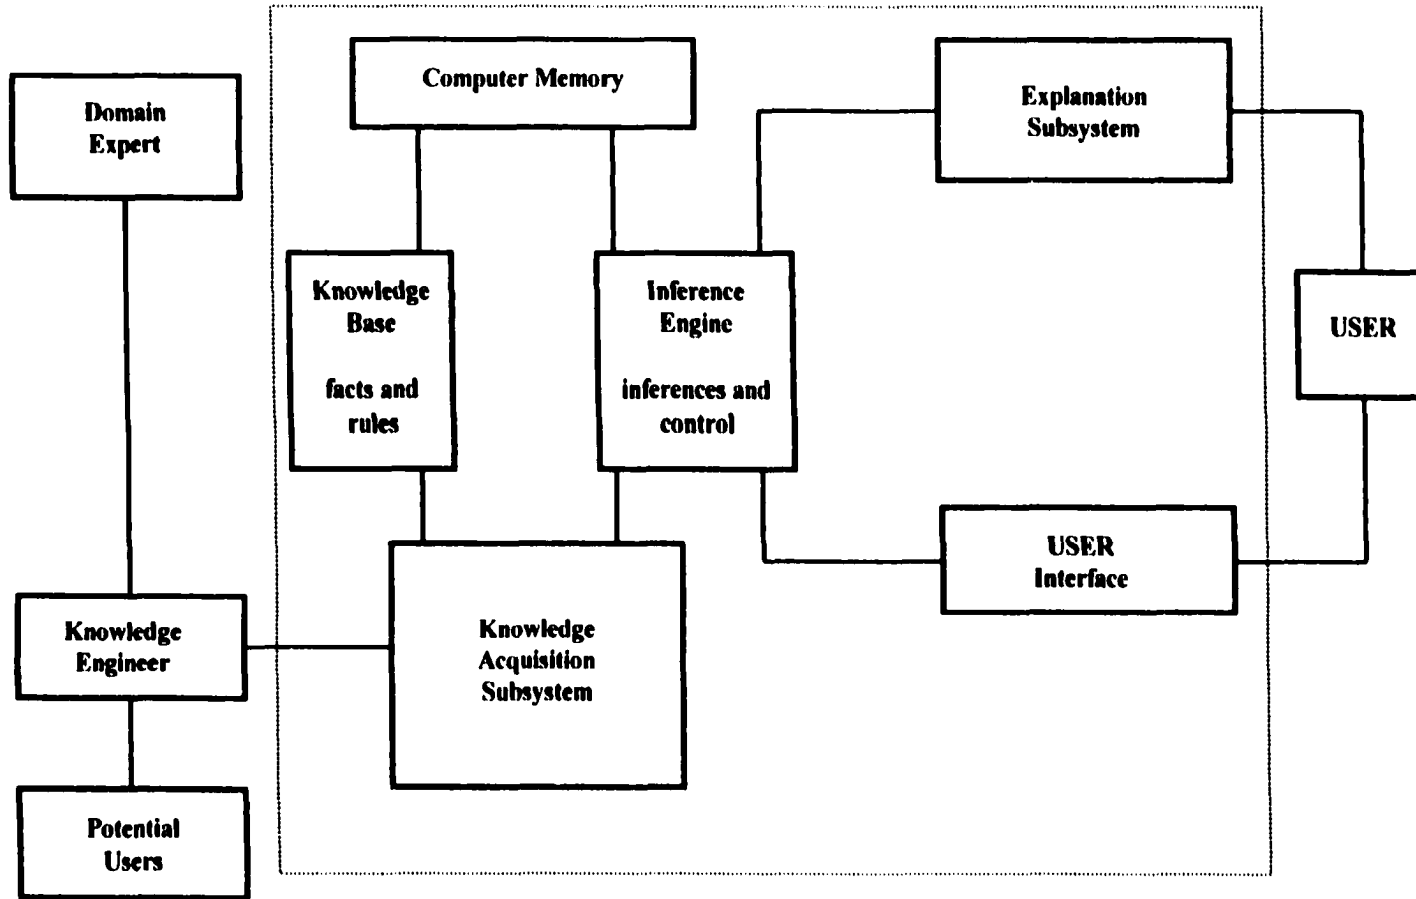 Computer Memory
Explanation
Subsystem
Domain
Expert
Knowledge
Base
facts and
rules
Inference
Engine
inferences and
control
USER
USER
Interface
Knowledge
Engineer
Knowledge
Acquisition
Subsystem
Potential
Users